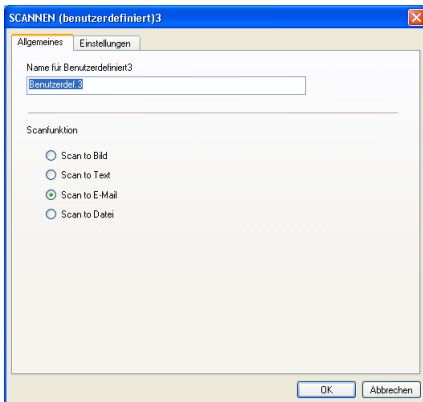 SCANNEN (benutzerdefiniert)3
Allgemeines Einstellungen
Name für Benutzerdefiniert3
Benutzerdef.3
Scanfunktion
Scan to Bild
Scan to Text
Scan to E-Mail
Scan to Datei
OK Abbrechen